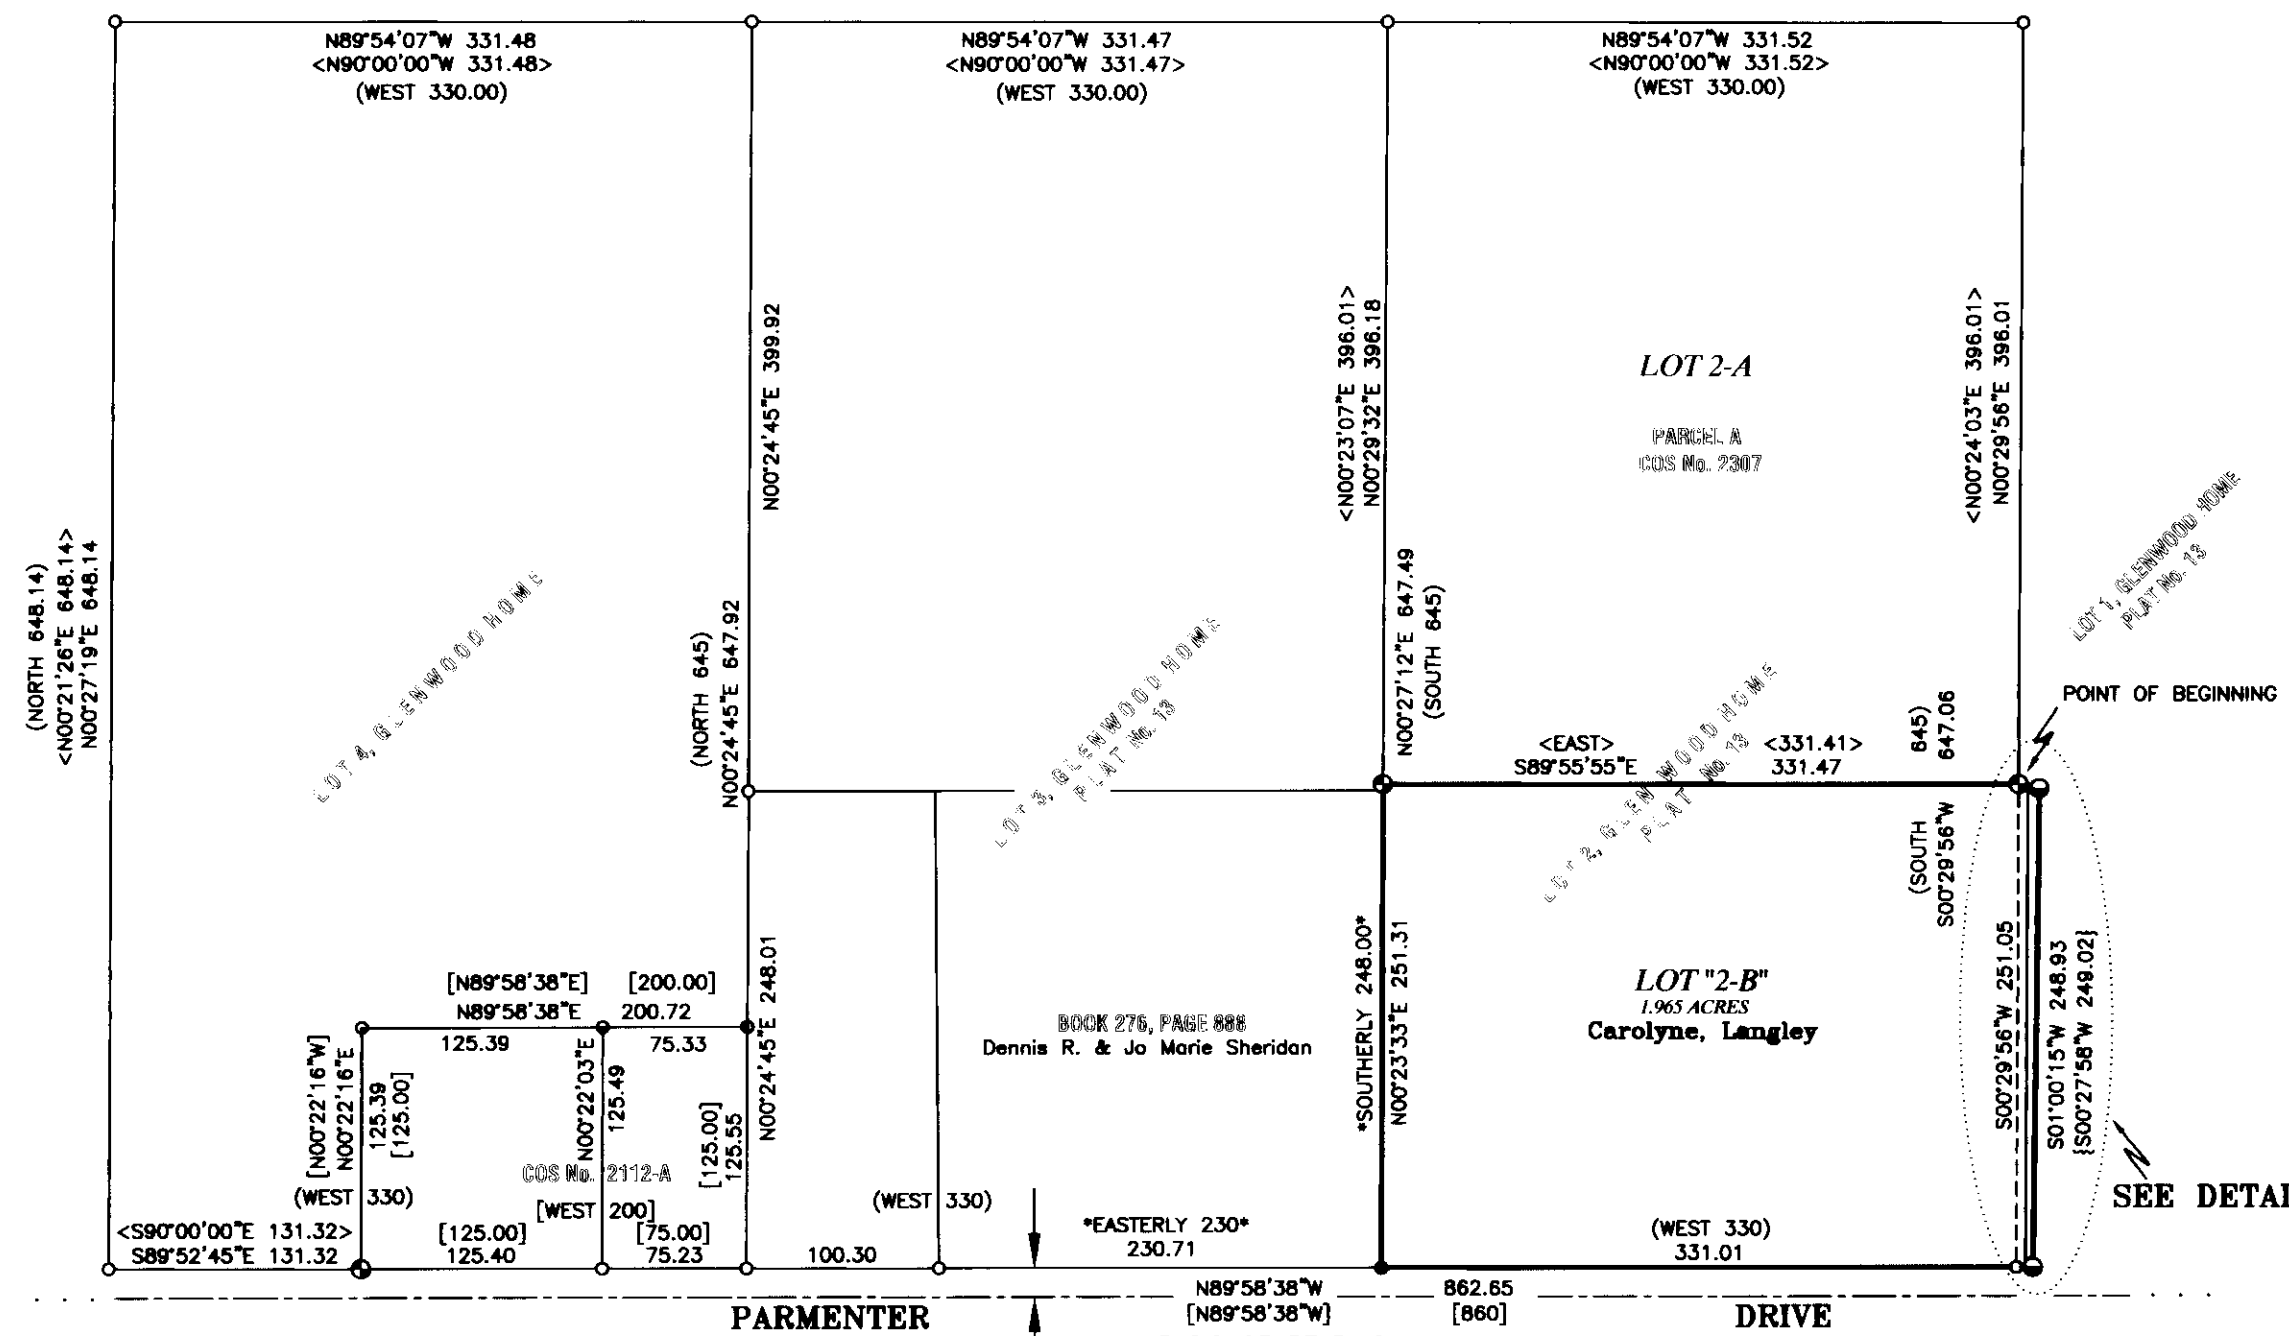 N89°54'07"W 331.48
<N90°00'00"W 331.48>
(WEST 330.00)
N89°54'07"W 331.47
<N90°00'00"W 331.47>
(WEST 330.00)
N89°54'07"W 331.52
<N90°00'00"W 331.52>
(WEST 330.00)
(NORTH 648.14)
<N00°21'26"E 648.14>
N00°27'19"E 648.14
LOT 4, GLENWOOD HOME
N00°24'45"E 399.92
(NORTH 645)
N00°24'45"E 647.92
LOT 3, GLENWOOD HOME
PLAT No. 13
<N00°23'07"E 396.01>
N00°29'32"E 396.18
N00°27'12"E 647.49
(SOUTH 645)
LOT 2-A
PARCEL A
COS No. 2307
<N00°24'03"E 396.01>
N00°29'56"E 396.01
LOT 1, GLENWOOD HOME
PLAT No. 13
POINT OF BEGINNING
<EAST> <331.41>
S89°55'55"E 331.47
LOT 2, GLENWOOD HOME
PLAT No. 13
(SOUTH 645)
S00°29'56"W 647.06
[N89°58'38"E] [200.00]
N89°58'38"E 200.72
125.39 75.33
[N00°22'16"W]
N00°22'16"E
125.39
[125.00]
N00°22'03"E
125.49
COS No. 2112-A
[125.00]
125.55
N00°24'45"E 248.01
(WEST 330)
[WEST 200]
<S90°00'00"E 131.32>
S89°52'45"E 131.32
[125.00]
125.40
[75.00]
75.23
100.30
(WEST 330)
BOOK 276, PAGE 888
Dennis R. & Jo Marie Sheridan
*EASTERLY 230*
230.71
*SOUTHERLY 248.00*
N00°23'33"E 251.31
LOT "2-B"
1.965 ACRES
Carolyne, Langley
(WEST 330)
331.01
S00°29'56"W 251.05
S01°00'15"W 248.93
{S00°27'58"W 249.02}
SEE DETAI
N89°58'38"W 862.65
[N89°58'38"W] [860]
PARMENTER DRIVE